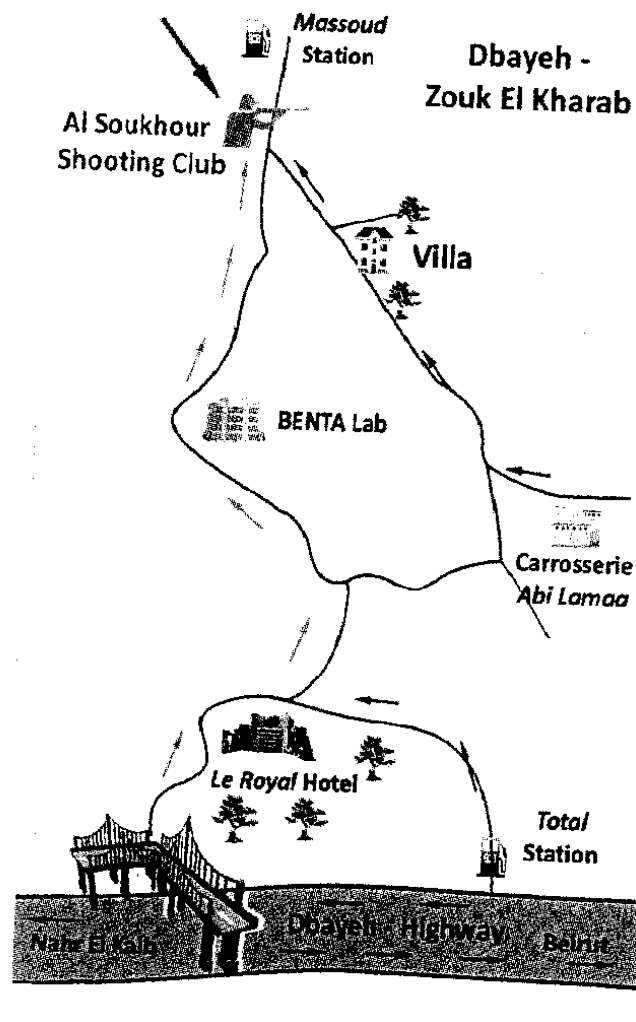 Massoud
Station
Dbayeh -
Zouk El Kharab
Al Soukhour
Shooting Club
Villa
BENTA Lab
Carrosserie
Abi Lamaa
Le Royal Hotel
Total
Station
Dbayeh - Highway
Nahr El Kalb
Beirut